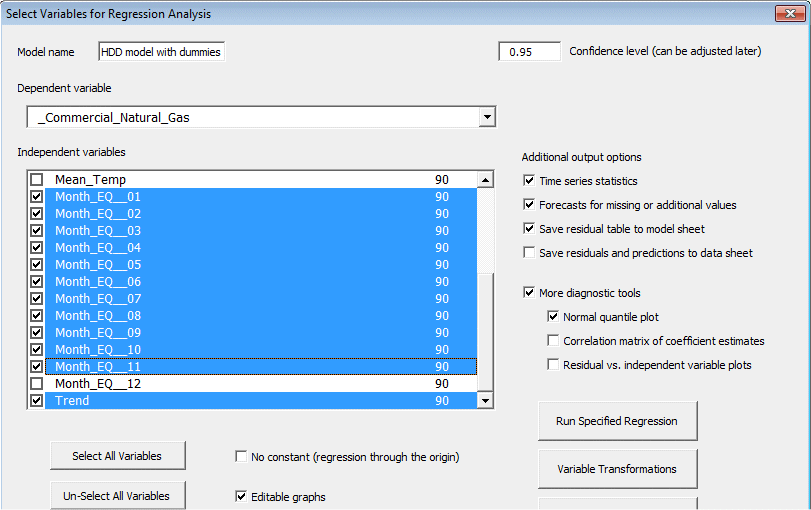 Select Variables for Regression Analysis
Model name HDD model with dummies 0.95 Confidence level (can be adjusted later)
Dependent variable
_Commercial_Natural_Gas
Independent variables
Mean_Temp 90
Month_EQ__01 90
Month_EQ__02 90
Month_EQ__03 90
Month_EQ__04 90
Month_EQ__05 90
Month_EQ__06 90
Month_EQ__07 90
Month_EQ__08 90
Month_EQ__09 90
Month_EQ__10 90
Month_EQ__11 90
Month_EQ__12 90
Trend 90
Additional output options
Time series statistics
Forecasts for missing or additional values
Save residual table to model sheet
Save residuals and predictions to data sheet
More diagnostic tools
Normal quantile plot
Correlation matrix of coefficient estimates
Residual vs. independent variable plots
Select All Variables
No constant (regression through the origin)
Run Specified Regression
Un-Select All Variables
Editable graphs
Variable Transformations